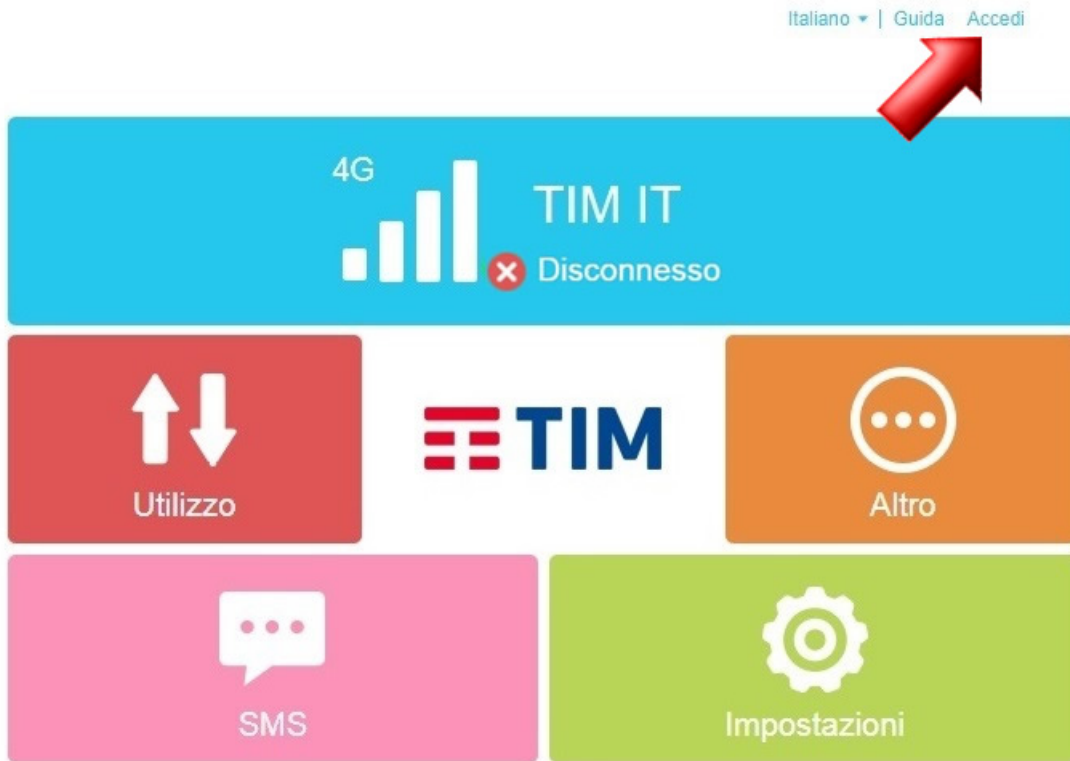 Italiano | Guida Accedi
4G
TIM IT
Disconnesso
Utilizzo
TIM
Altro
SMS
Impostazioni